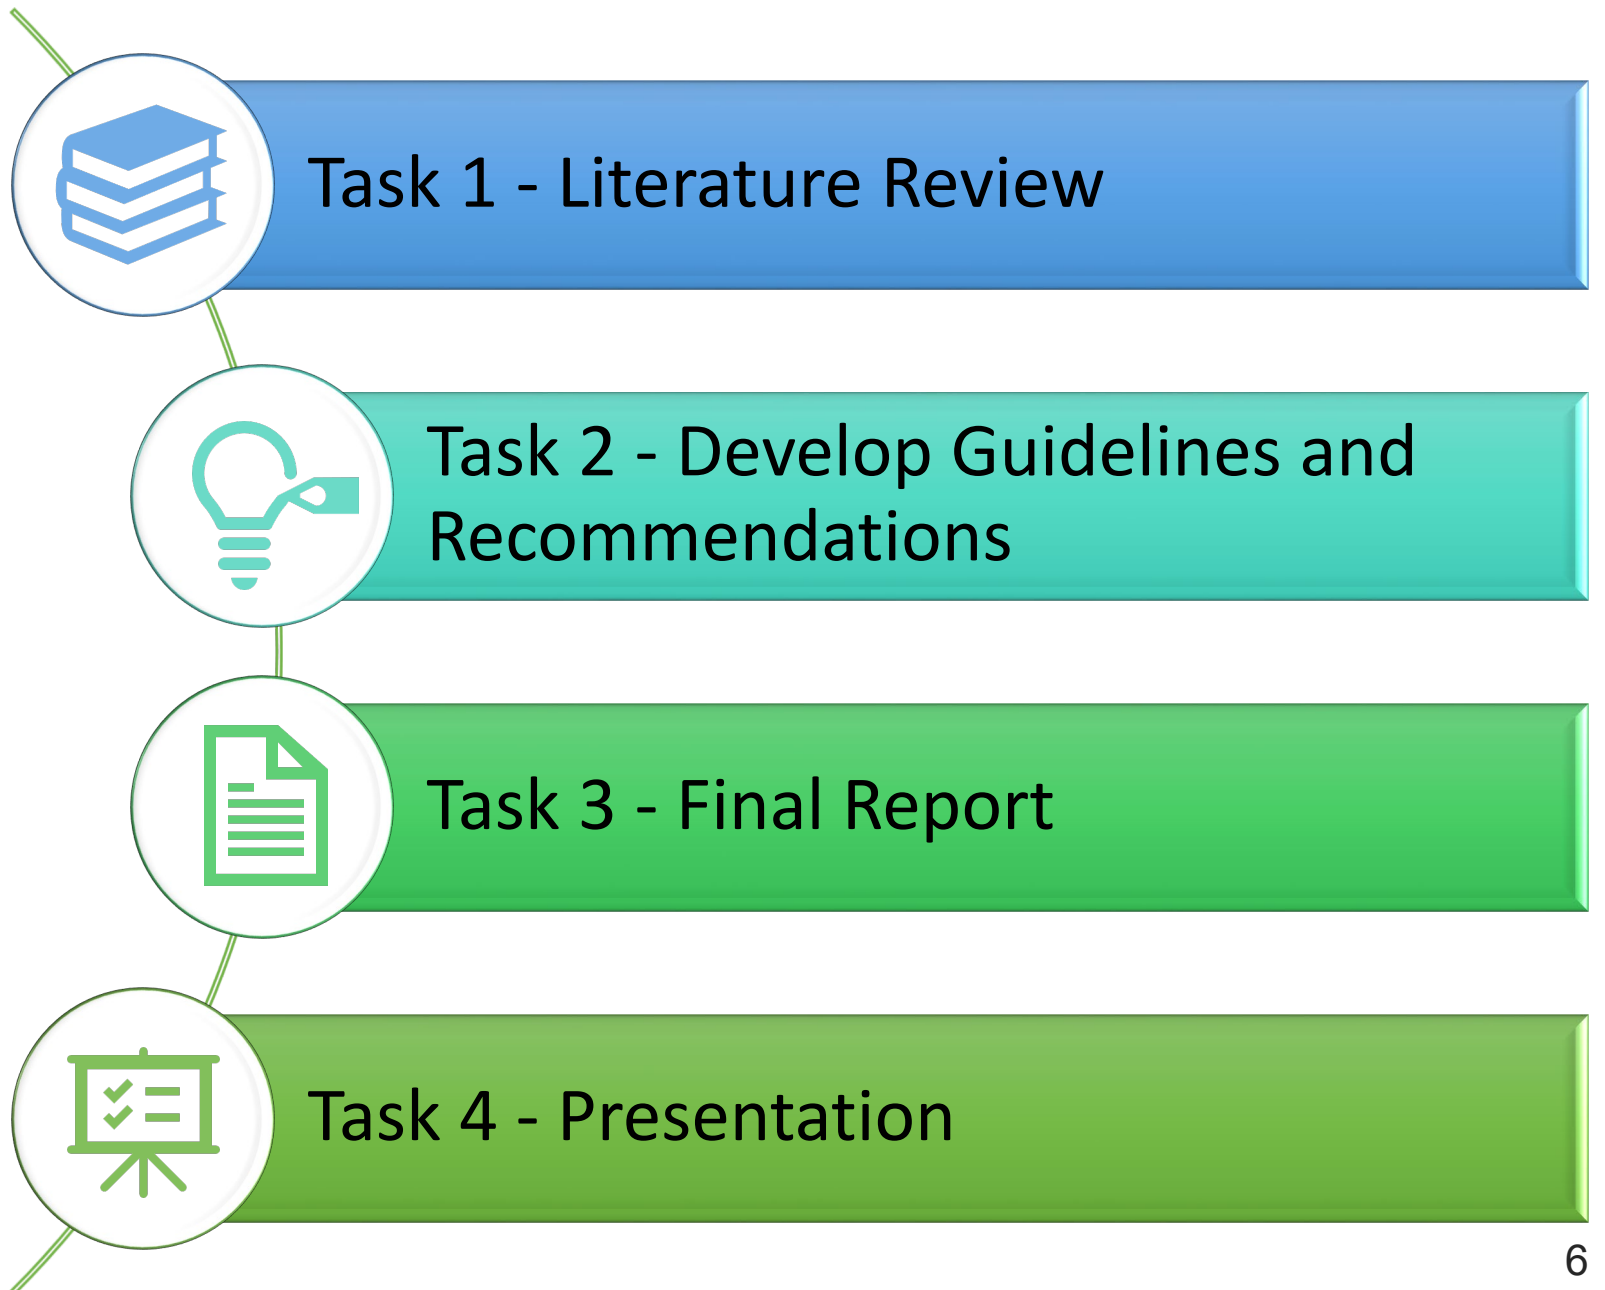 Task 1 - Literature Review
Task 2 - Develop Guidelines and
Recommendations
Task 3 - Final Report
Task 4 - Presentation
6